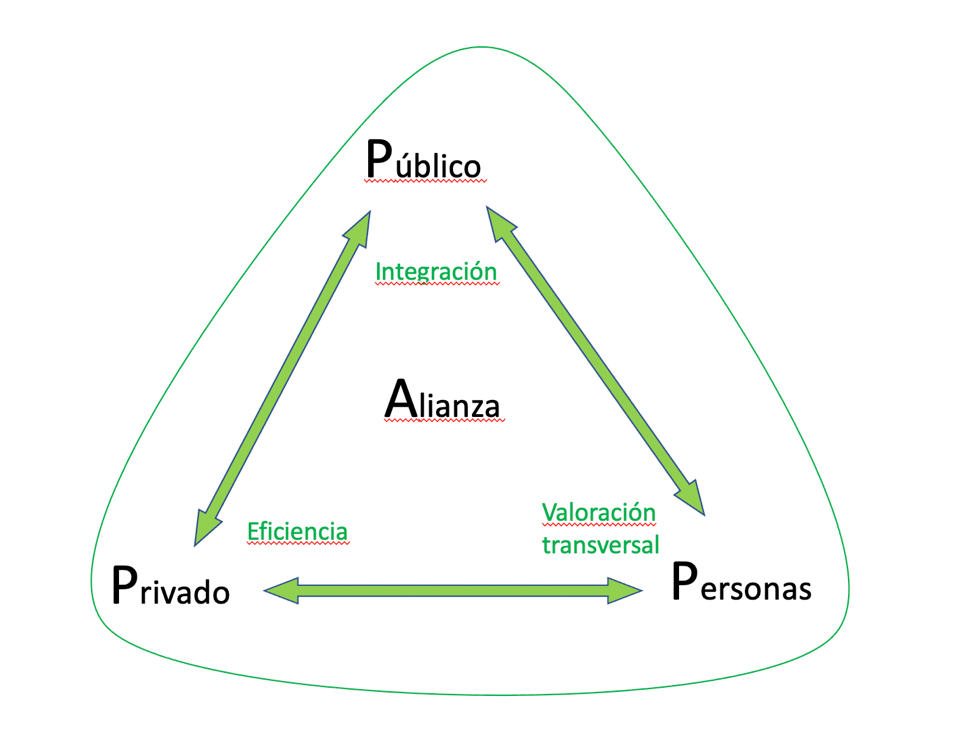 Público
Integración
Alianza
Eficiencia
Valoración
transversal
Privado
Personas